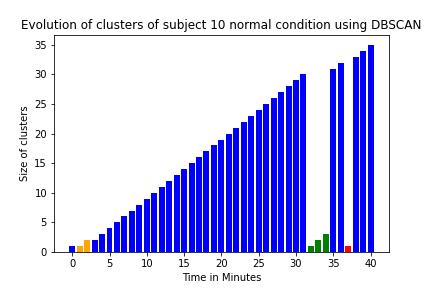 Evolution of clusters of subject 10 normal condition using DBSCAN
35
30
25
20
15
10
5
0
Size of clusters
0 5 10 15 20 25 30 35 40
Time in Minutes